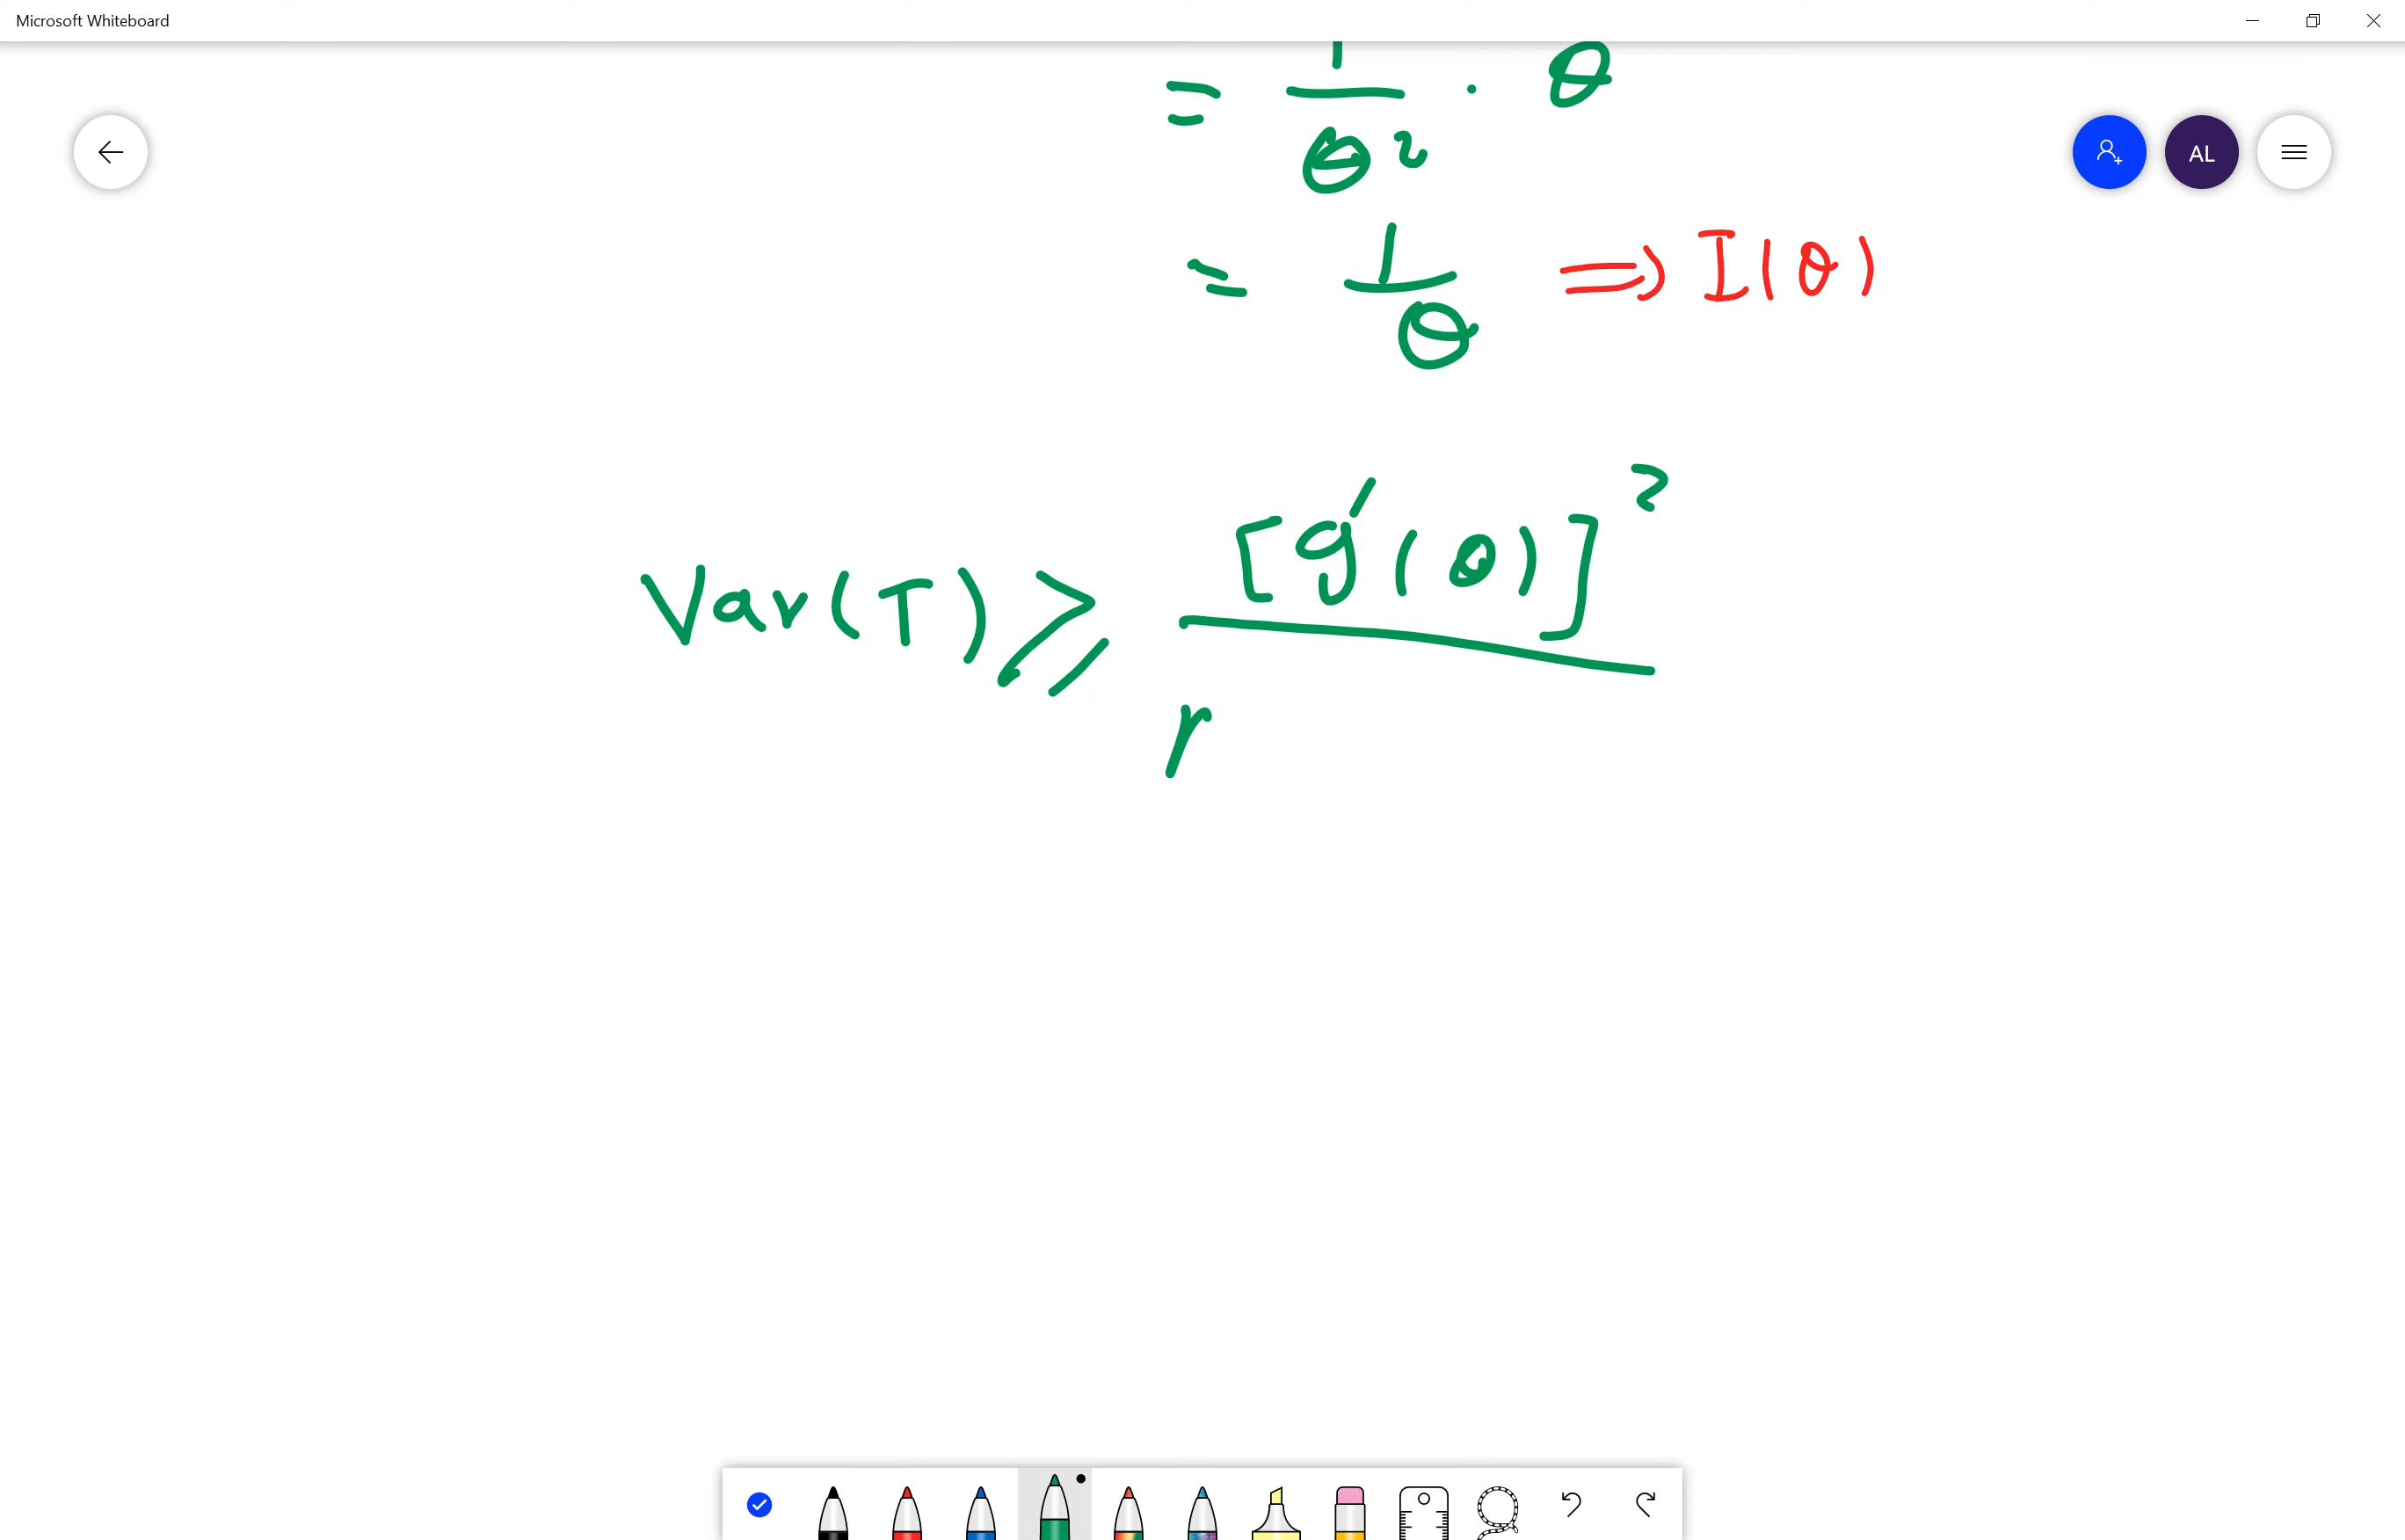 Microsoft Whiteboard
= 1/θ² · θ
AL
= 1/θ ⇒ I(θ)
Var(T) ≥ [g'(θ)]²
r